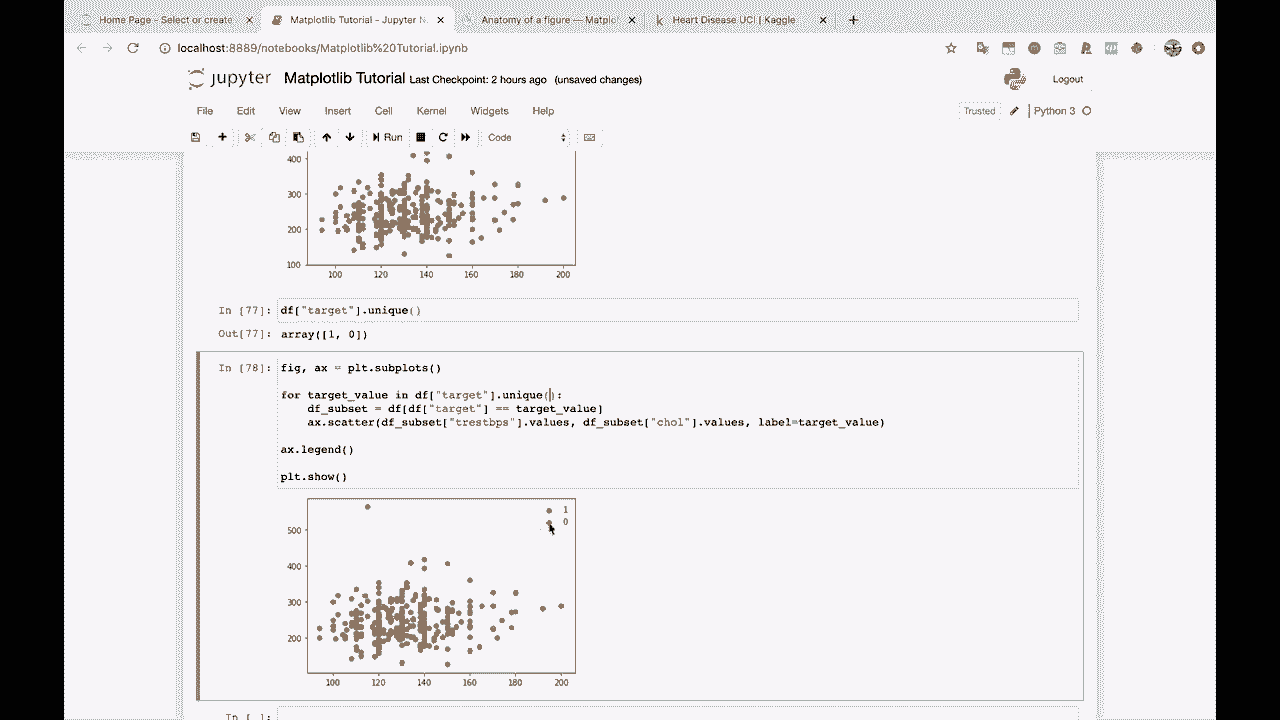 Home Page - Select or create
Matplotlib Tutorial - Jupyter N
Anatomy of a figure — Matplo
Heart Disease UCI | Kaggle
localhost:8889/notebooks/Matplotlib%20Tutorial.ipynb
jupyter Matplotlib Tutorial Last Checkpoint: 2 hours ago (unsaved changes)
Logout
File Edit View Insert Cell Kernel Widgets Help
Trusted
Python 3
Run
Code
400
300
200
100
100 120 140 160 180 200
In [77]: df["target"].unique()
Out[77]: array([1, 0])
In [78]: fig, ax = plt.subplots()
for target_value in df["target"].unique():
df_subset = df[df["target"] == target_value]
ax.scatter(df_subset["trestbps"].values, df_subset["chol"].values, label=target_value)
ax.legend()
plt.show()
1
0
500
400
300
200
100 120 140 160 180 200
In [ ]: